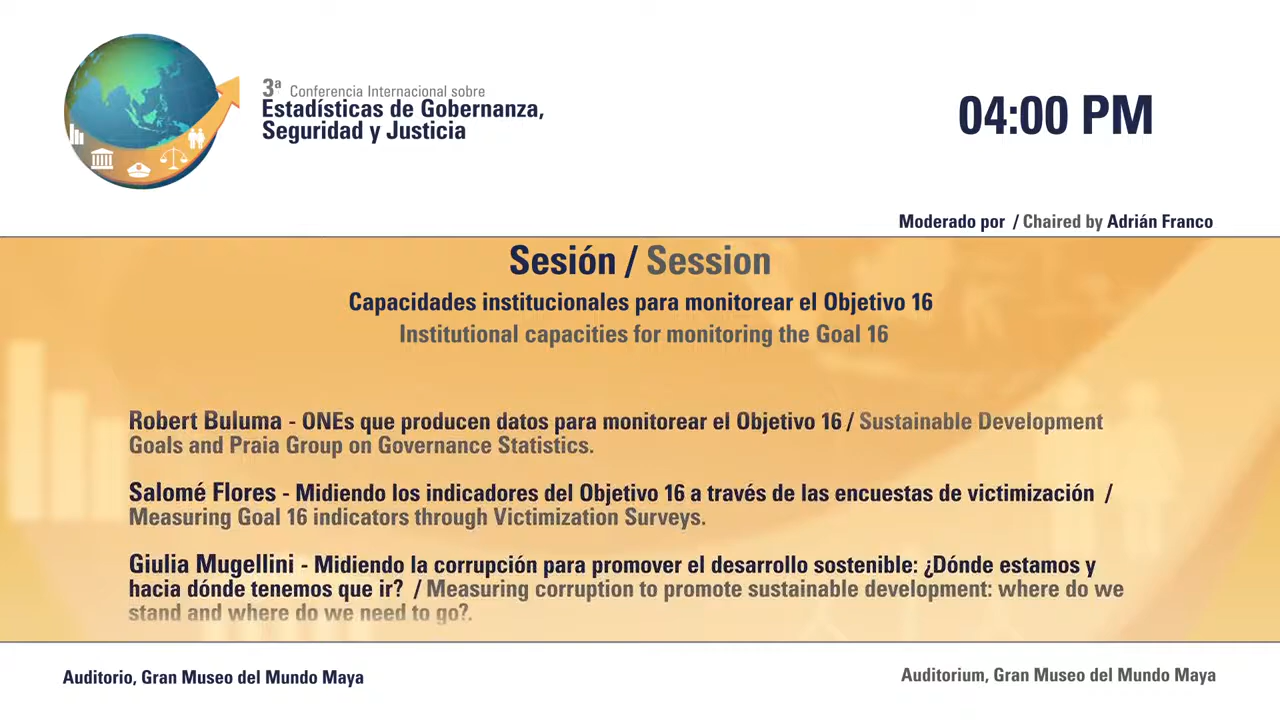 3ª Conferencia Internacional sobre
Estadísticas de Gobernanza,
Seguridad y Justicia
04:00 PM
Moderado por / Chaired by Adrián Franco
Sesión / Session
Capacidades institucionales para monitorear el Objetivo 16
Institutional capacities for monitoring the Goal 16
Robert Buluma - ONEs que producen datos para monitorear el Objetivo 16 / Sustainable Development
Goals and Praia Group on Governance Statistics.
Salomé Flores - Midiendo los indicadores del Objetivo 16 a través de las encuestas de victimización /
Measuring Goal 16 indicators through Victimization Surveys.
Giulia Mugellini - Midiendo la corrupción para promover el desarrollo sostenible: ¿Dónde estamos y
hacia dónde tenemos que ir? / Measuring corruption to promote sustainable development: where do we
stand and where do we need to go?.
Auditorio, Gran Museo del Mundo Maya
Auditorium, Gran Museo del Mundo Maya